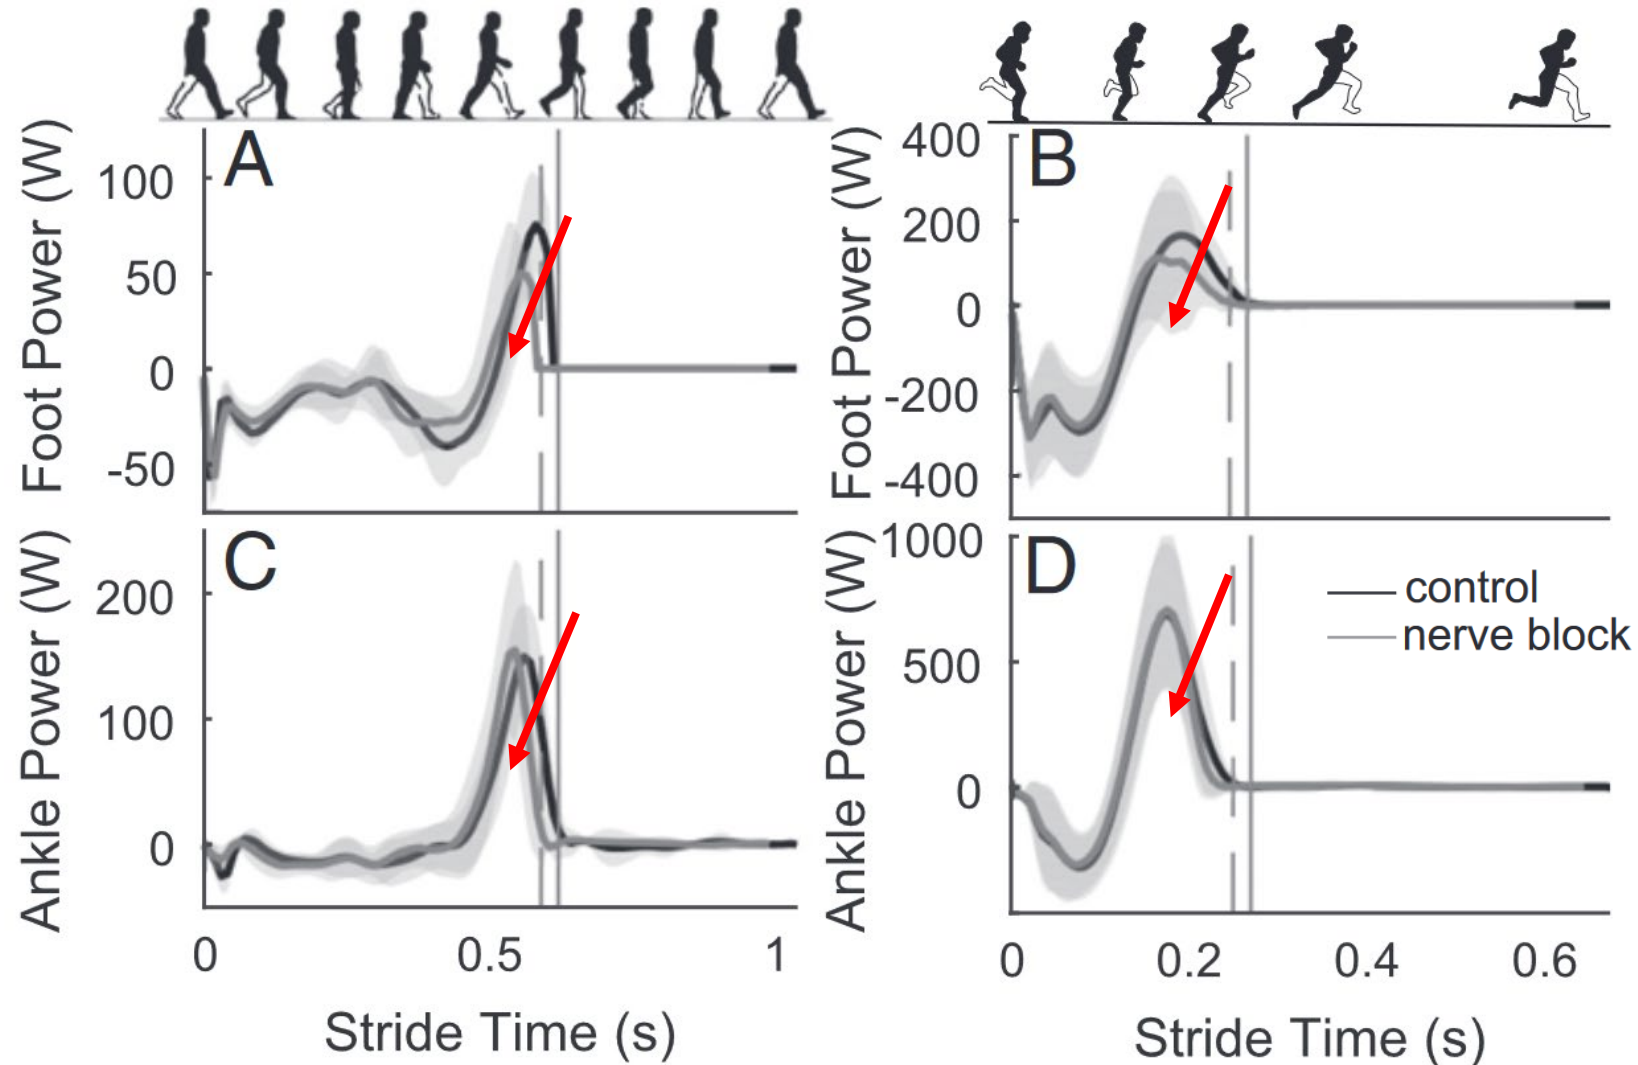 A
Foot Power (W)
100
50
0
-50
B
Foot Power (W)
400
200
0
-200
-400
C
Ankle Power (W)
200
100
0
0
0.5
1
Stride Time (s)
D
Ankle Power (W)
1000
500
0
control
nerve block
0
0.2
0.4
0.6
Stride Time (s)